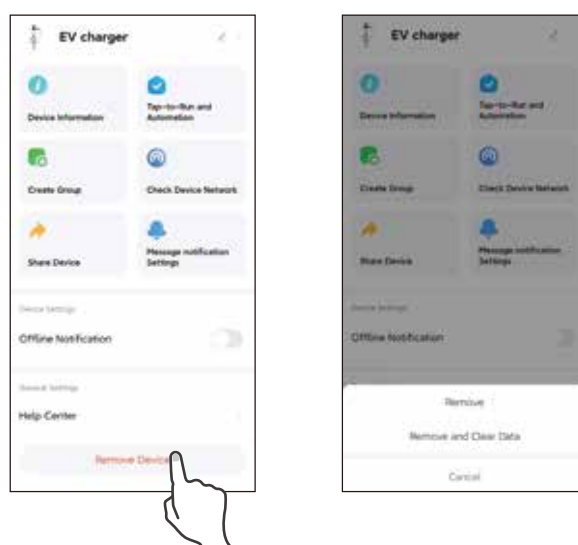 EV charger
Device Information
Tap-to-Run and
Automation
Create Group
Check Device Network
Share Device
Message notification
Settings
Device Settings
Offline Notification
General Settings
Help Center
Remove Device
EV charger
Device Information
Tap-to-Run and
Automation
Create Group
Check Device Network
Share Device
Message notification
Settings
Device Settings
Offline Notification
Remove
Remove and Clear Data
Cancel